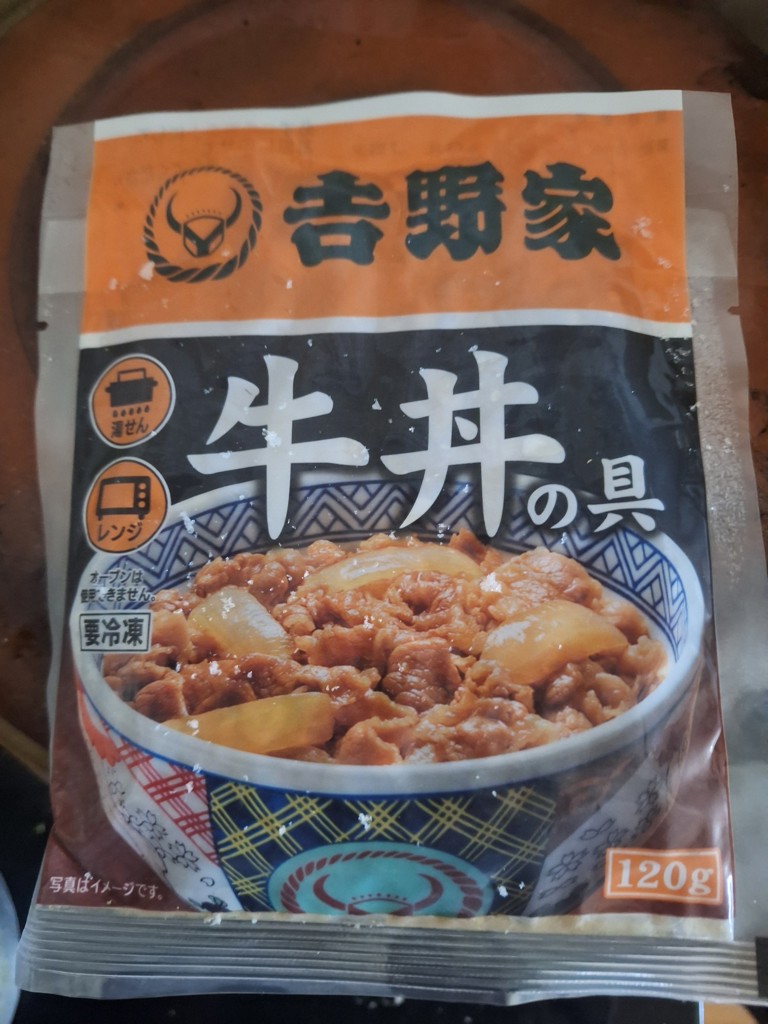 吉野家
牛丼の具
湯せん
レンジ
オーブンは
使用できません。
要冷凍
写真はイメージです。
120g